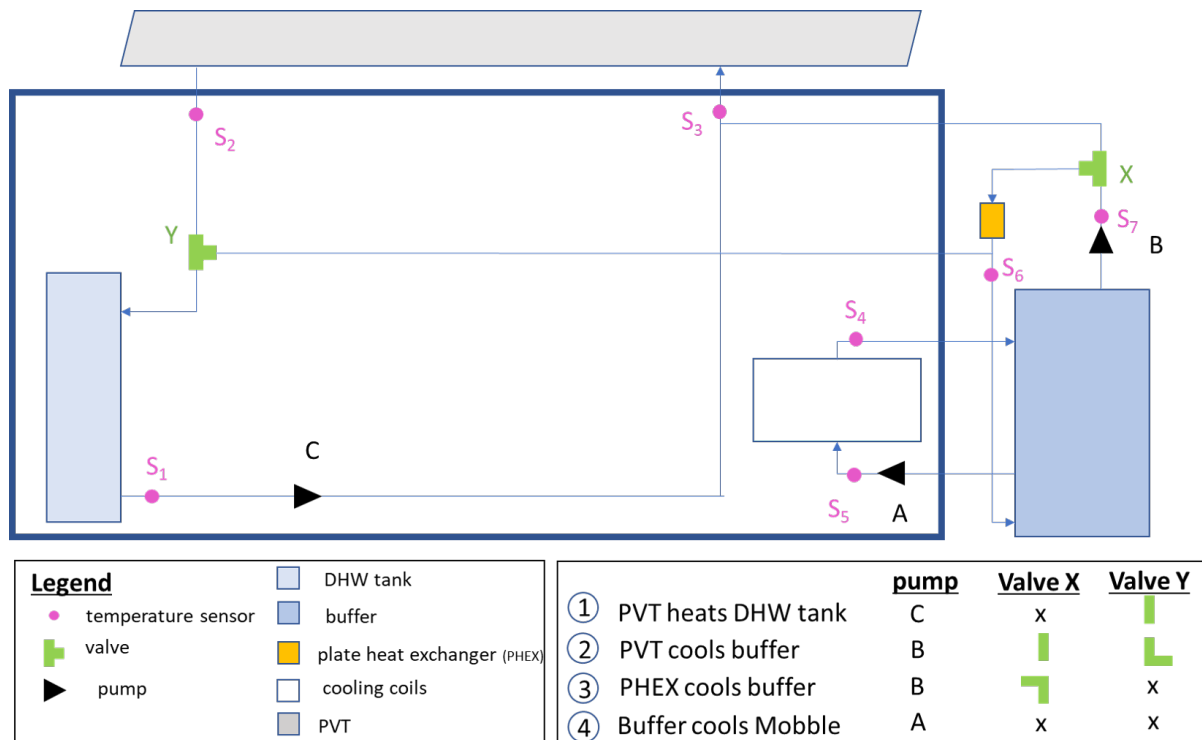 S2
S3
X
Y
S7
B
S6
S4
C
S1
S5
A
Legend
temperature sensor
valve
pump
DHW tank
buffer
plate heat exchanger (PHEX)
cooling coils
PVT
pump Valve X Valve Y
1 PVT heats DHW tank C x
2 PVT cools buffer B
3 PHEX cools buffer B x
4 Buffer cools Mobble A x x